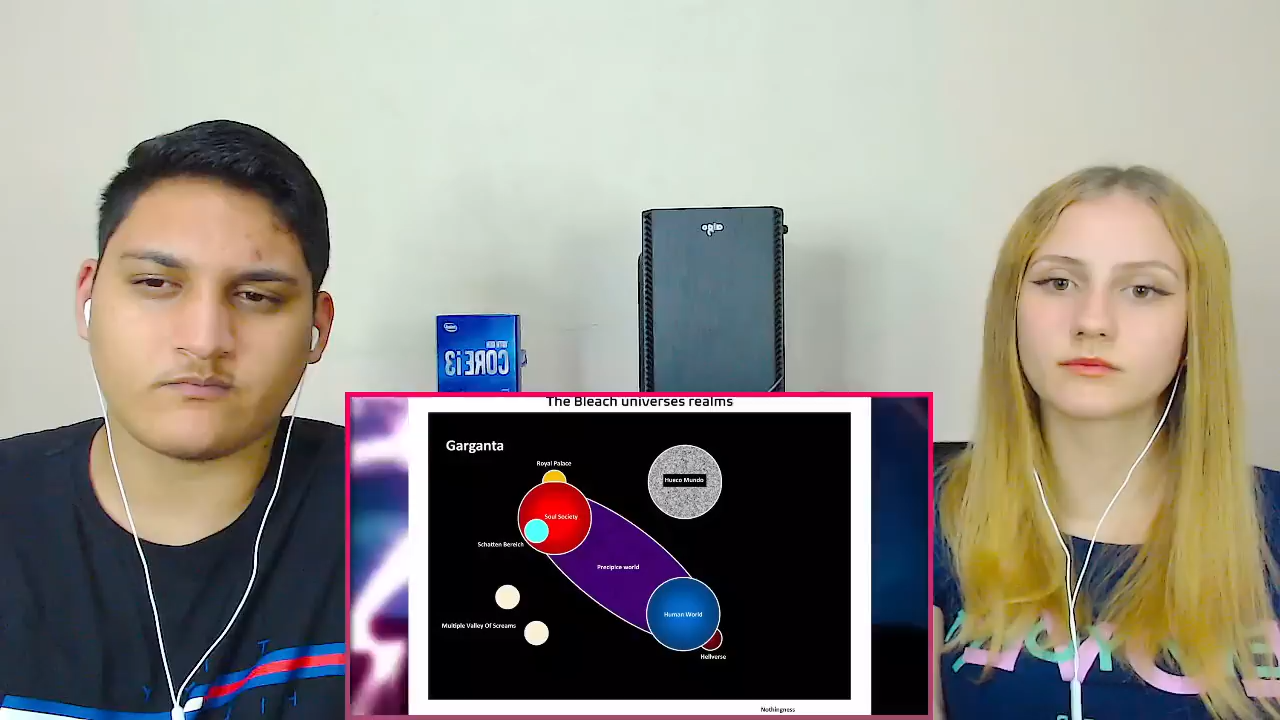 CORE i3
The Bleach universes realms
Garganta
Royal Palace
Hueco Mundo
Soul Society
Schatten Bereich
Precipice world
Multiple Valley Of Screams
Human World
Hellverse
Nothingness